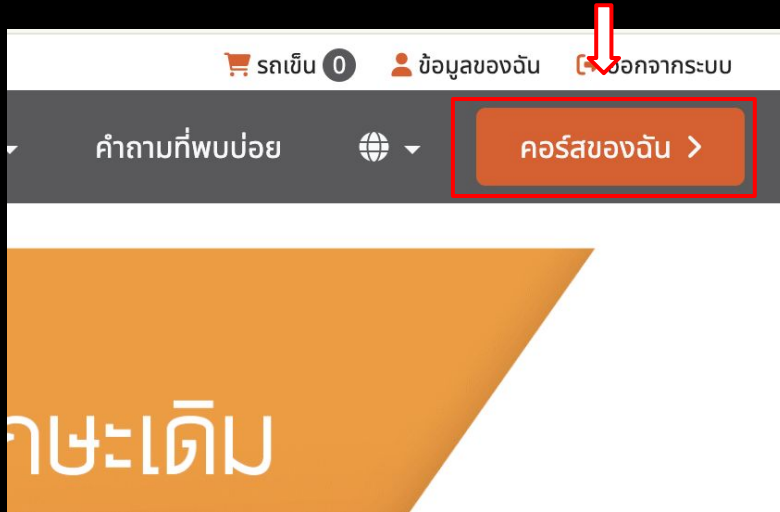 รถเข็น 0 ข้อมูลของฉัน ออกจากระบบ
คำถามที่พบบ่อย คอร์สของฉัน
กษะเดิม